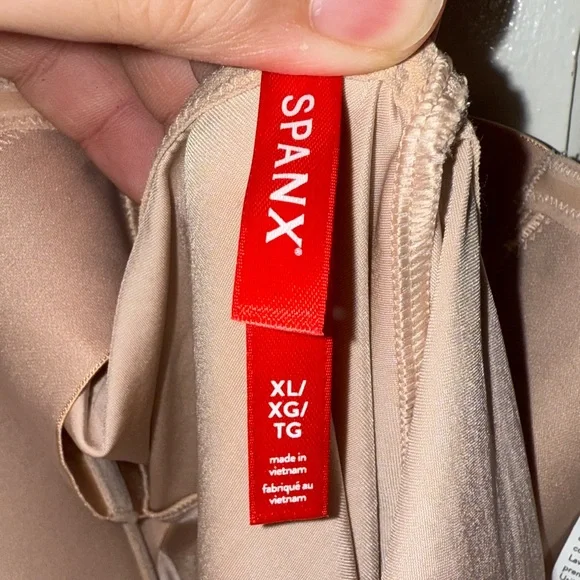 SPANX®
XL/
XG/
TG
made in
vietnam
fabriqué au
vietnam